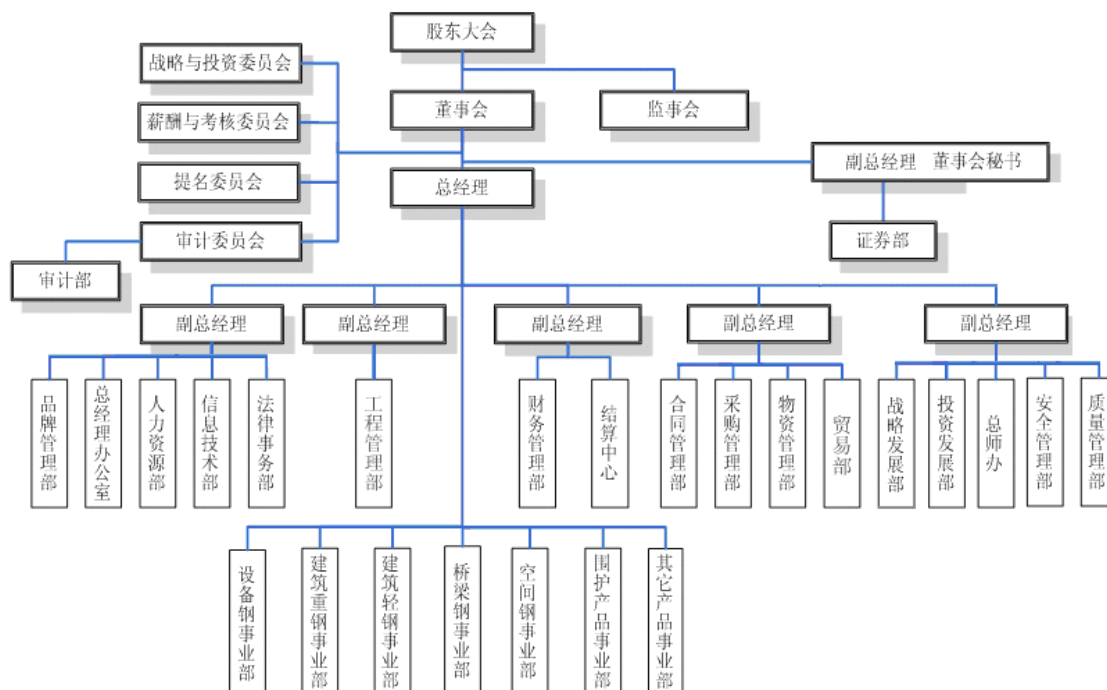 股东大会
战略与投资委员会
董事会
监事会
薪酬与考核委员会
副总经理 董事会秘书
提名委员会
总经理
审计委员会
证券部
审计部
副总经理
副总经理
副总经理
副总经理
副总经理
品牌管理部
总经理办公室
人力资源部
信息技术部
法律事务部
工程管理部
财务管理部
结算中心
合同管理部
采购管理部
物资管理部
贸易部
战略发展部
投资发展部
总师办
安全管理部
质量管理部
设备钢事业部
建筑重钢事业部
建筑轻钢事业部
桥梁钢事业部
空间钢事业部
围护产品事业部
其它产品事业部